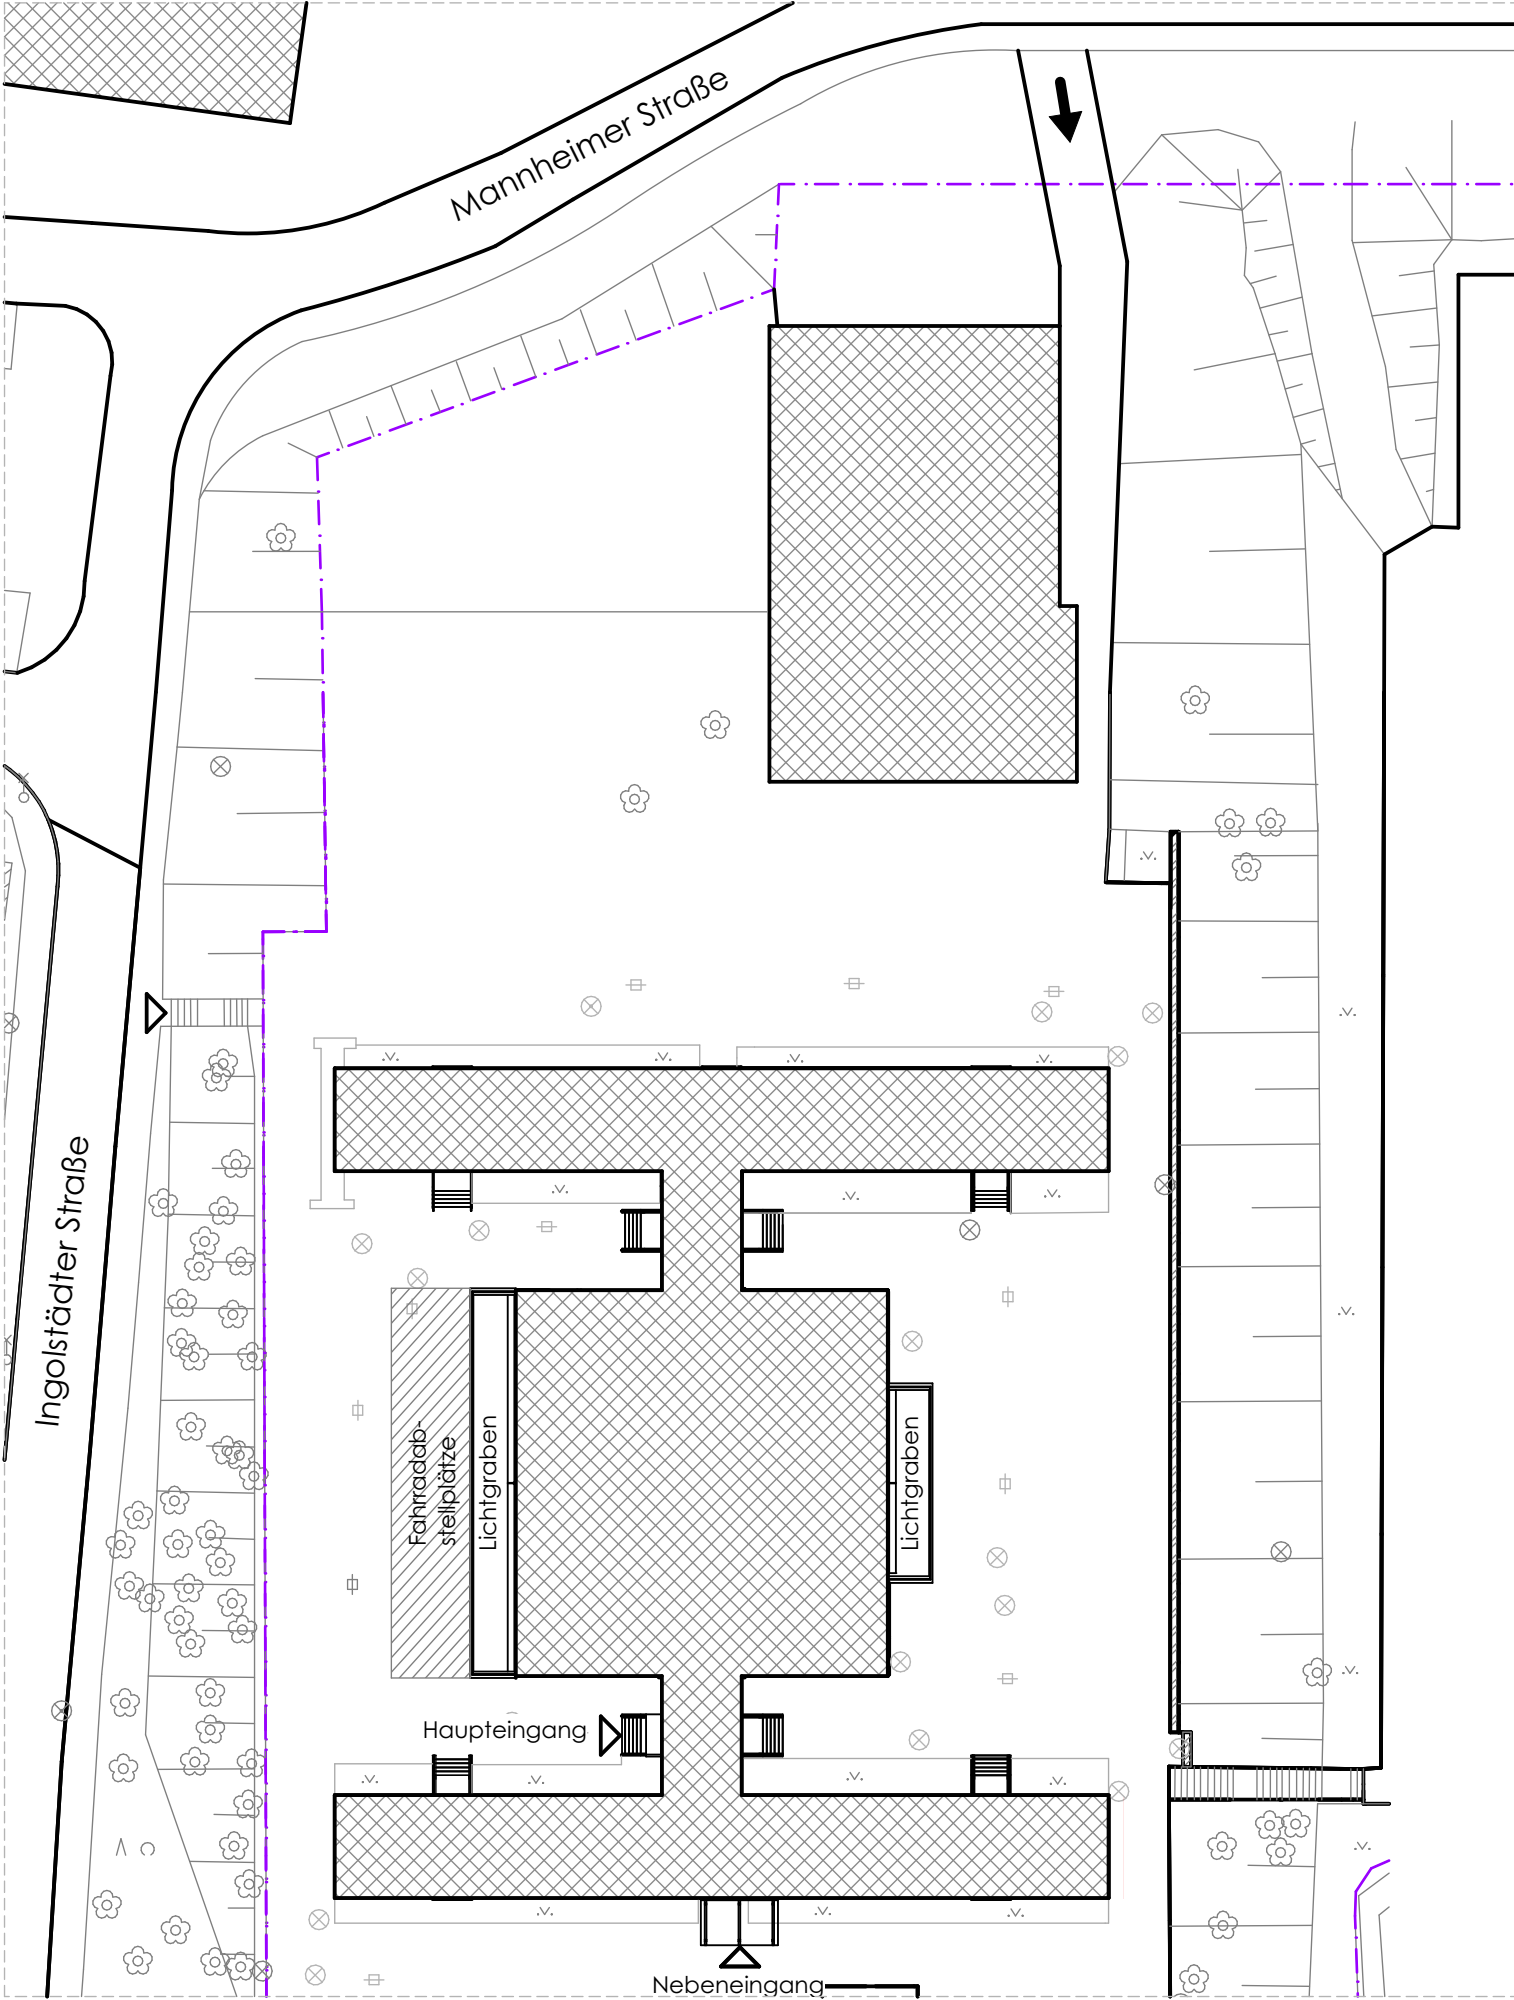 Mannheimer Straße
Ingolstädter Straße
Fahrradab-
stellplätze
Lichtgraben
Lichtgraben
Haupteingang
Nebeneingang